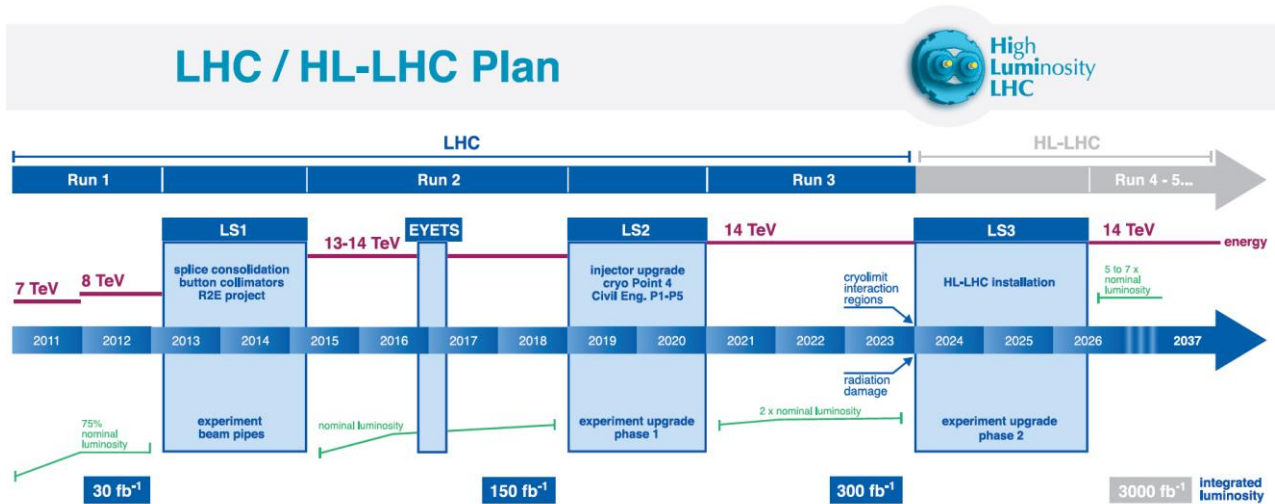 LHC / HL-LHC Plan
High
Luminosity
LHC
LHC
HL-LHC
Run 1
Run 2
Run 3
Run 4 - 5...
LS1
EYETS
LS2
LS3
7 TeV
8 TeV
13-14 TeV
14 TeV
14 TeV
energy
splice consolidation
button collimators
R2E project
injector upgrade
cryo Point 4
Civil Eng. P1-P5
cryolimit
interaction
regions
HL-LHC installation
5 to 7 x
nominal
luminosity
2011
2012
2013
2014
2015
2016
2017
2018
2019
2020
2021
2022
2023
2024
2025
2026
2037
radiation
damage
75%
nominal
luminosity
experiment
beam pipes
nominal luminosity
experiment upgrade
phase 1
2 x nominal luminosity
experiment upgrade
phase 2
30 fb⁻¹
150 fb⁻¹
300 fb⁻¹
3000 fb⁻¹
integrated
luminosity